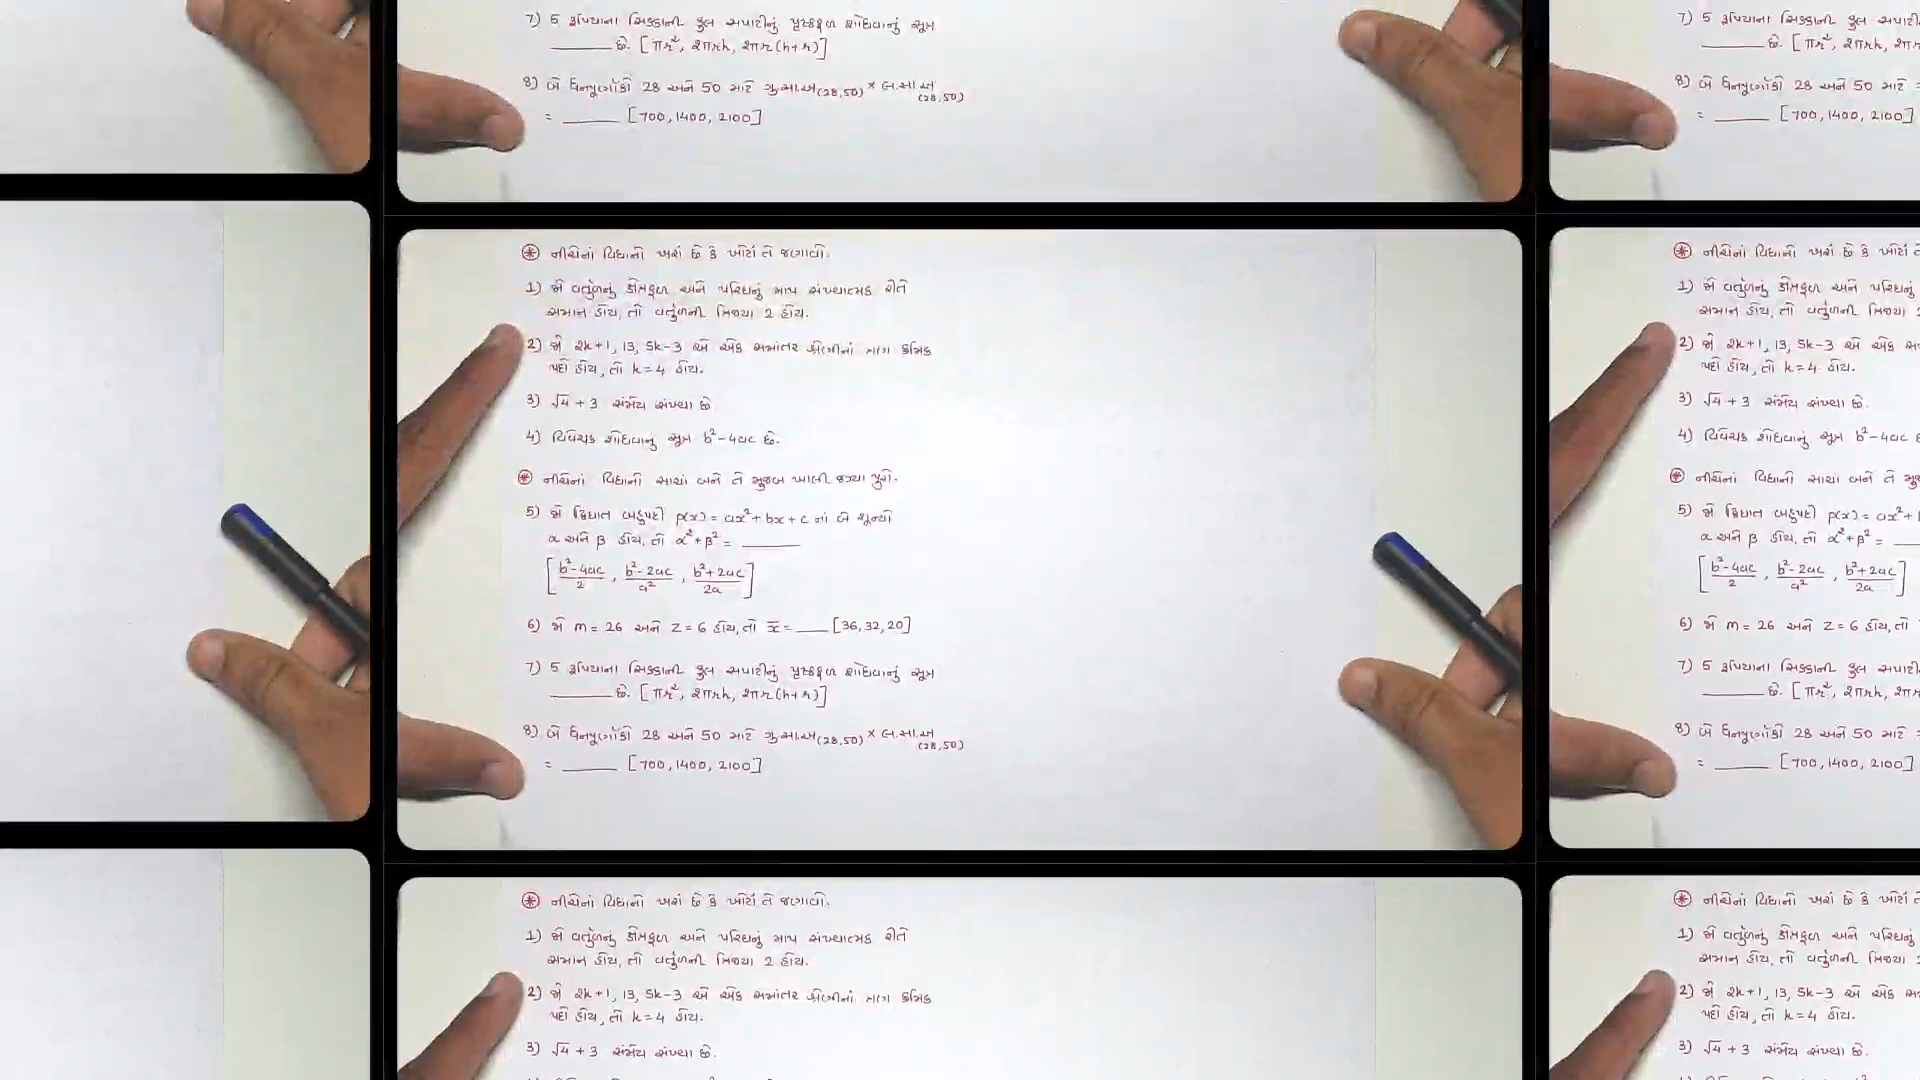 ⊛ નીચેનાં વિધાનો ખરાં છે કે ખોટાં તે જણાવો.
1) જો વર્તુળનું ક્ષેત્રફળ અને પરિઘનું માપ સંખ્યાત્મક રીતે
સમાન હોય, તો વર્તુળની ત્રિજ્યા 2 હોય.
2) જો 2k+1, 13, 5k-3 એ એક સમાંતર શ્રેણીનાં ત્રણ ક્રમિક
પદો હોય, તો k=4 હોય.
3) √4 + 3 સંમેય સંખ્યા છે.
4) વિવેચક શોધવાનું સૂત્ર b²-4ac છે.
⊛ નીચેનાં વિધાનો સાચાં બને તે મુજબ ખાલી જગ્યા પુરો.
5) જો દ્વિઘાત બહુપદી p(x) = ax² + bx + c નાં બે શૂન્યો
α અને β હોય, તો α² + β² = ______
[ (b²-4ac)/2 , (b²-2ac)/a² , (b²+2ac)/2a ]
6) જો m = 26 અને Z = 6 હોય, તો x̄ = ____ [36, 32, 20]
7) 5 રૂપિયાના સિક્કાની કુલ સપાટીનું પૃષ્ઠફળ શોધવાનું સૂત્ર
______ છે. [πr², 2πrh, 2πr(h+r)]
8) બે ધનપૂર્ણાંકો 28 અને 50 માટે ગુ.સા.અ(28,50) × લ.સા.અ(28,50)
= ______ [700, 1400, 2100]